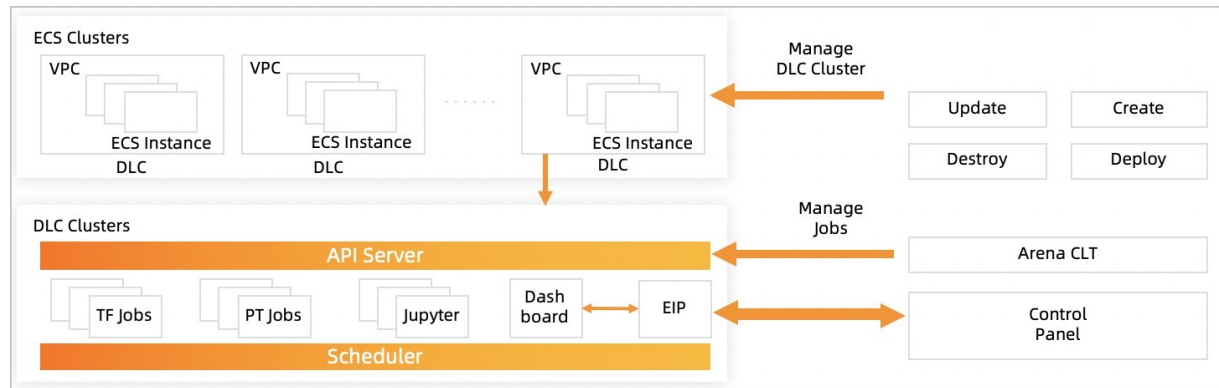 ECS Clusters
VPC
ECS Instance
DLC
VPC
ECS Instance
DLC
......
VPC
ECS Instance
DLC
Manage
DLC Cluster
Update
Create
Destroy
Deploy
DLC Clusters
API Server
TF Jobs
PT Jobs
Jupyter
Dash
board
EIP
Scheduler
Manage
Jobs
Arena CLT
Control
Panel